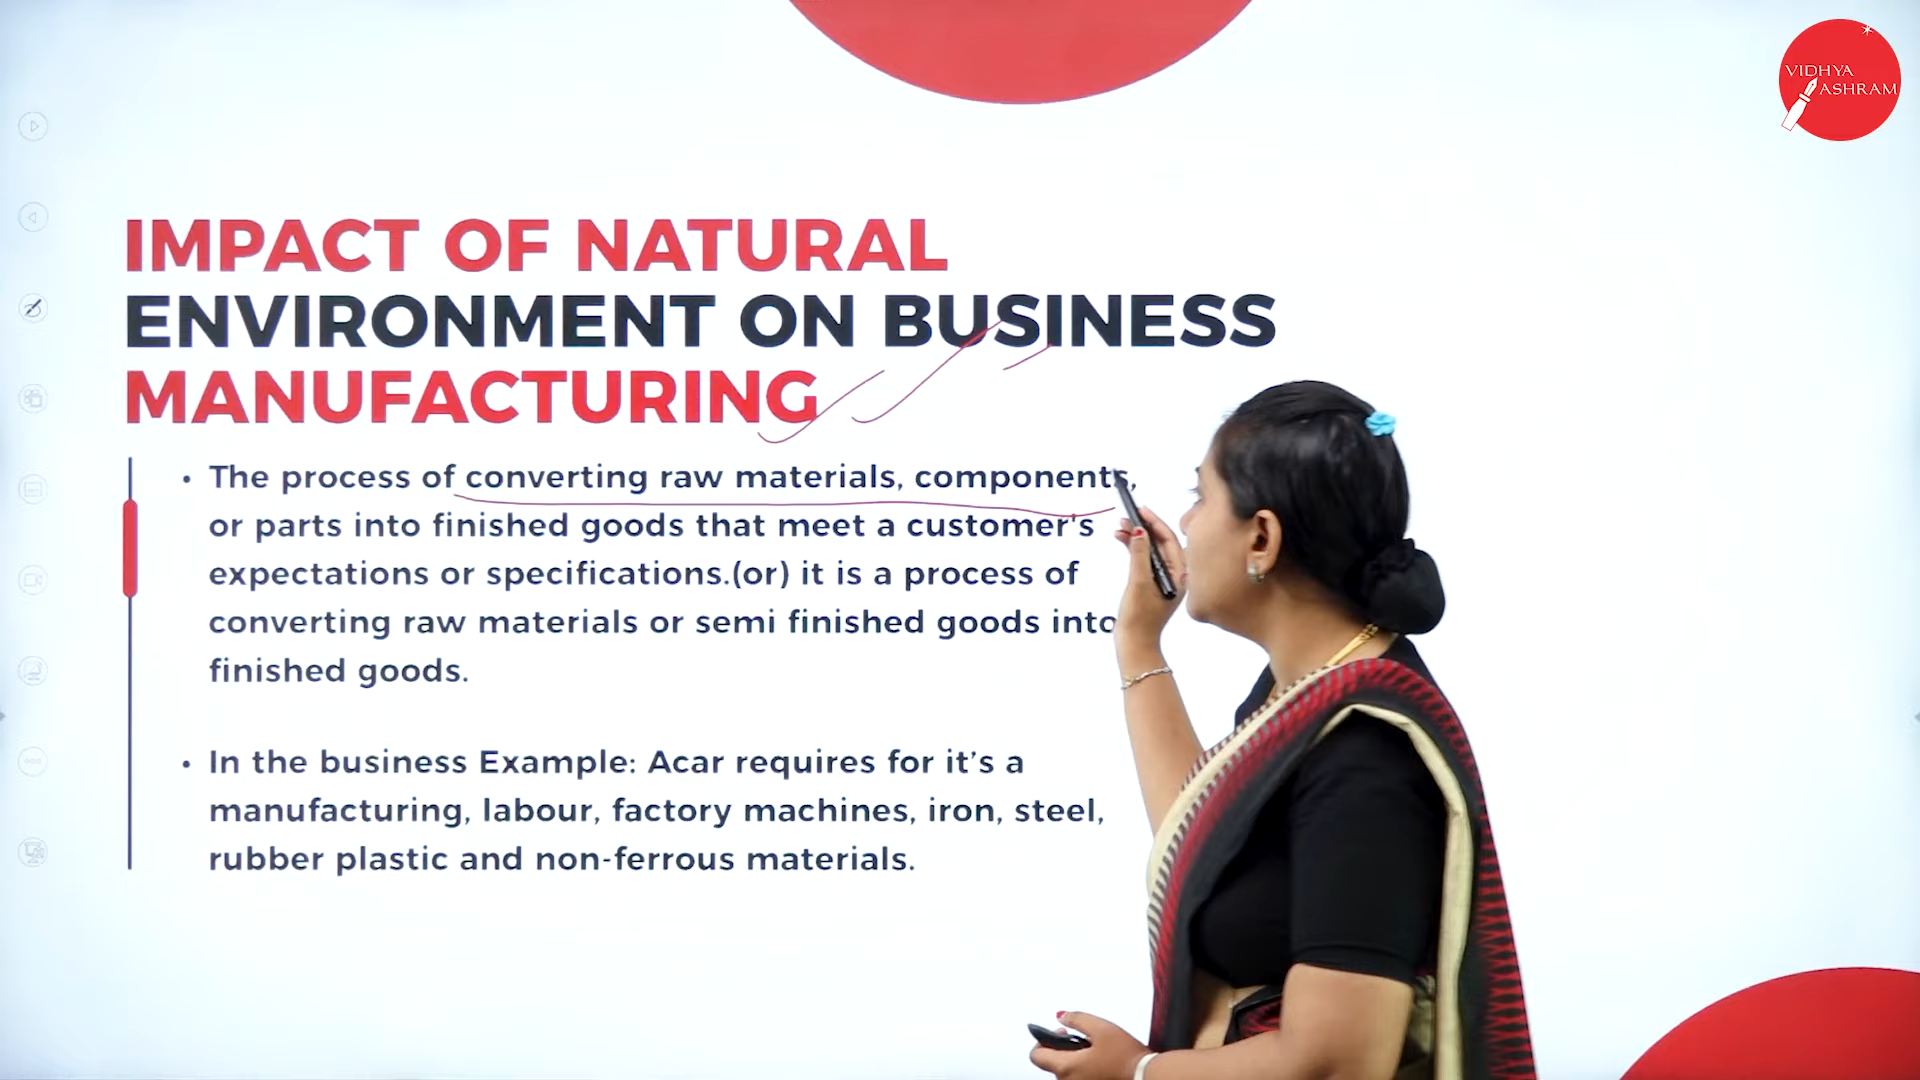 VIDHYA
ASHRAM
IMPACT OF NATURAL
ENVIRONMENT ON BUSINESS
MANUFACTURING
• The process of converting raw materials, components,
or parts into finished goods that meet a customer's
expectations or specifications.(or) it is a process of
converting raw materials or semi finished goods into
finished goods.
• In the business Example: Acar requires for it's a
manufacturing, labour, factory machines, iron, steel,
rubber plastic and non-ferrous materials.